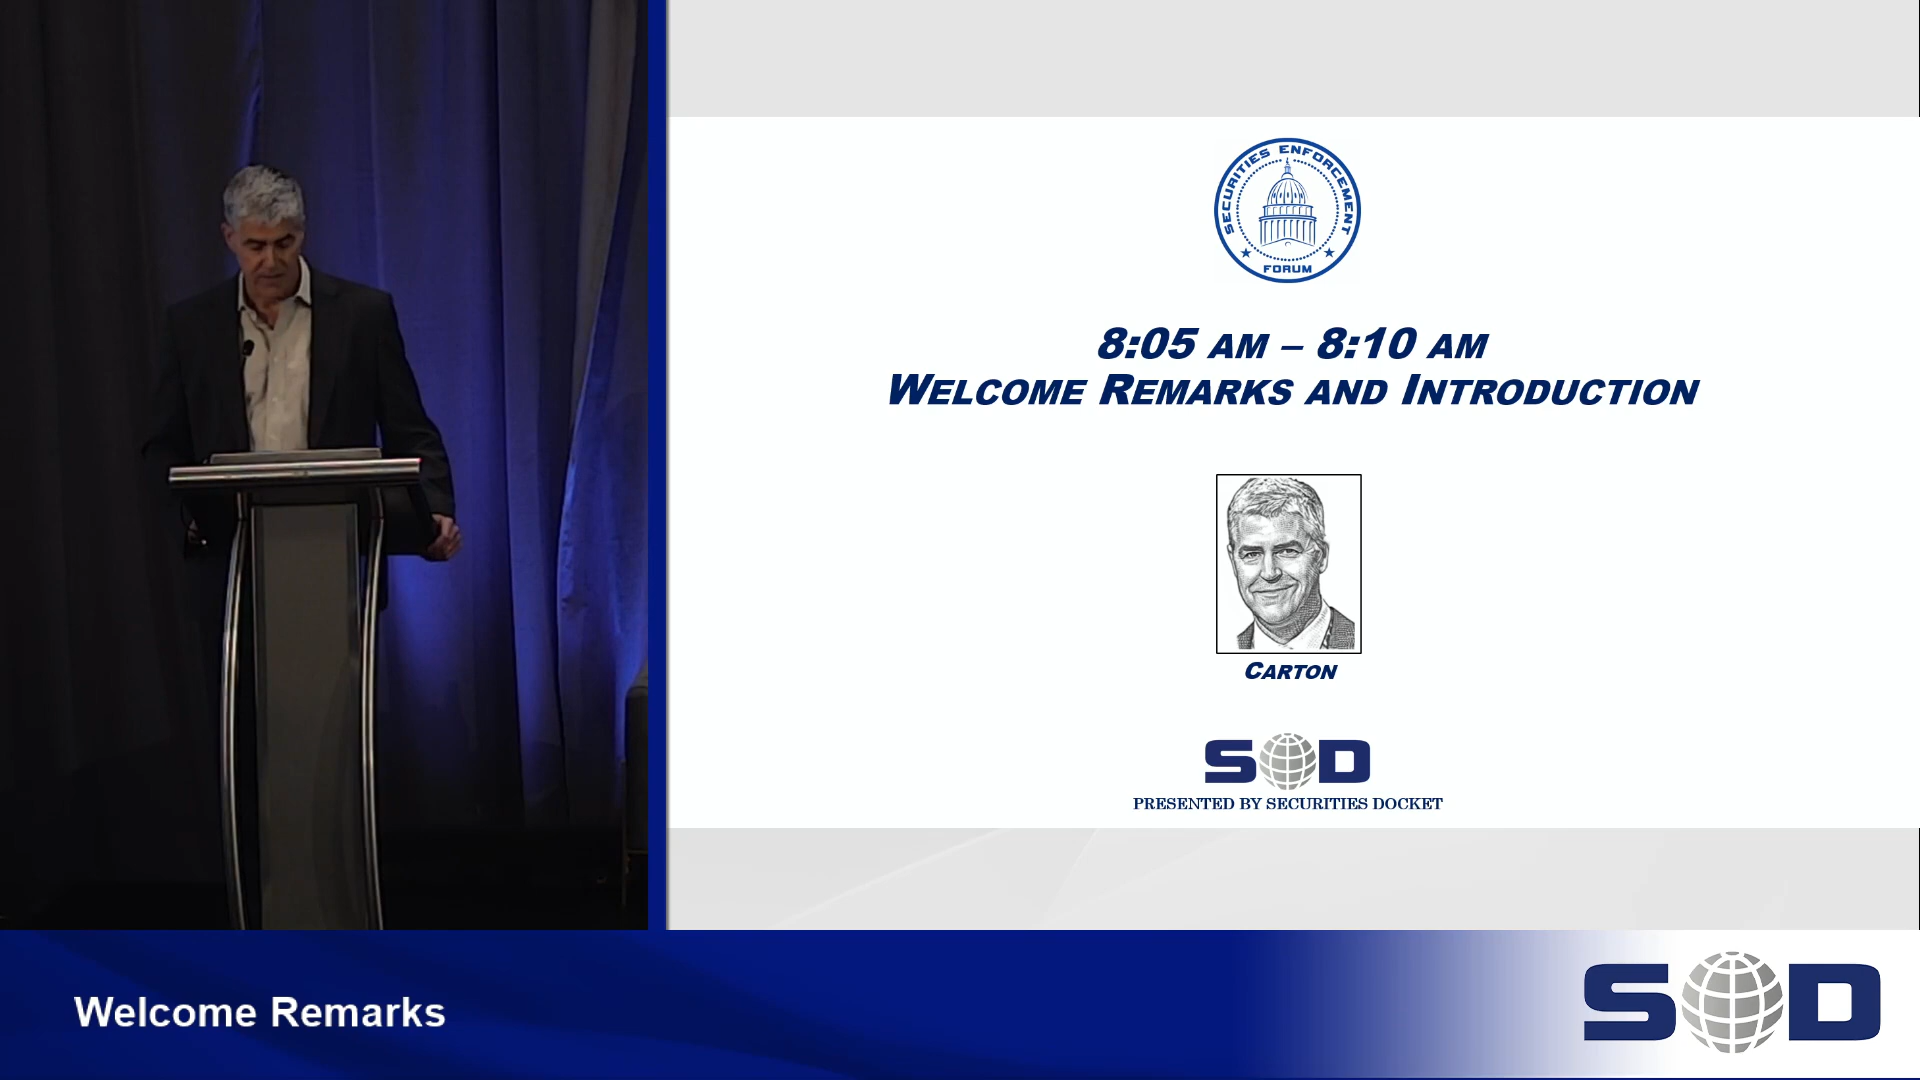 SECURITIES ENFORCEMENT
FORUM
8:05 AM – 8:10 AM
WELCOME REMARKS AND INTRODUCTION
CARTON
SD
PRESENTED BY SECURITIES DOCKET
Welcome Remarks
SD